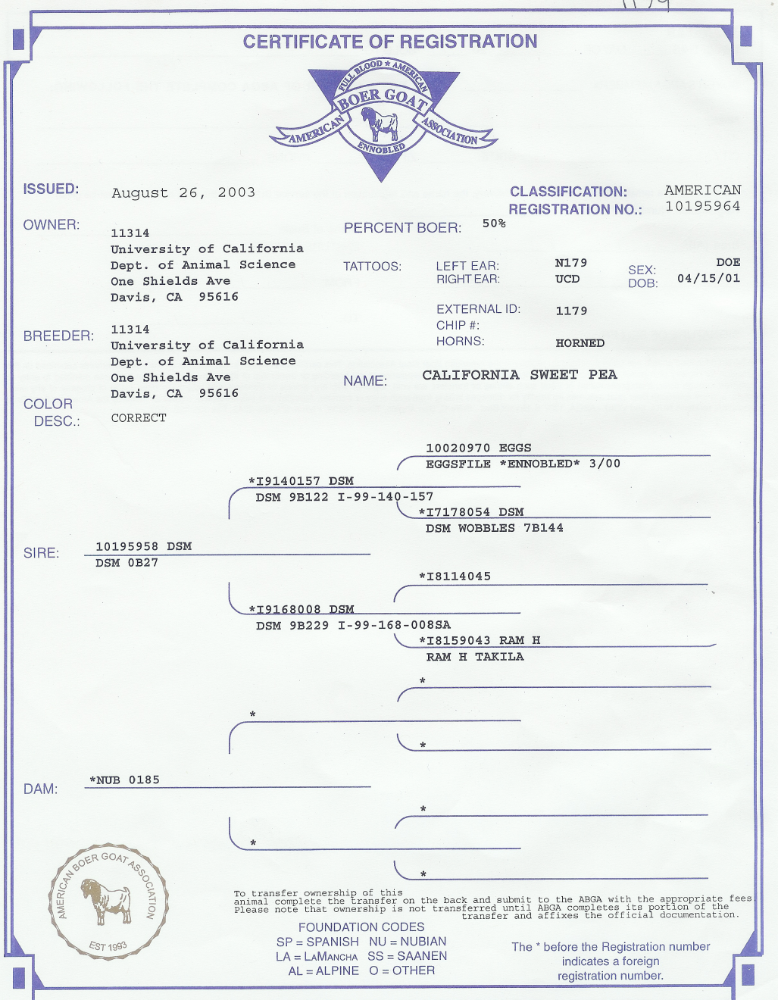 CERTIFICATE OF REGISTRATION
FULL BLOOD ★ AMERICAN
BOER GOAT
AMERICAN ASSOCIATION
ENNOBLED
ISSUED: August 26, 2003
CLASSIFICATION: AMERICAN
REGISTRATION NO.: 10195964
OWNER: 11314
University of California
Dept. of Animal Science
One Shields Ave
Davis, CA 95616
PERCENT BOER: 50%
TATTOOS: LEFT EAR: N179
RIGHT EAR: UCD
SEX: DOE
DOB: 04/15/01
EXTERNAL ID: 1179
CHIP #:
HORNS: HORNED
BREEDER: 11314
University of California
Dept. of Animal Science
One Shields Ave
Davis, CA 95616
NAME: CALIFORNIA SWEET PEA
COLOR
DESC.: CORRECT
10020970 EGGS
EGGSFILE *ENNOBLED* 3/00
*I9140157 DSM
DSM 9B122 I-99-140-157
*I7178054 DSM
DSM WOBBLES 7B144
SIRE: 10195958 DSM
DSM 0B27
*I8114045
*I9168008 DSM
DSM 9B229 I-99-168-008SA
*I8159043 RAM H
RAM H TAKILA
*
*
*
DAM: *NUB 0185
*
*
*
AMERICAN BOER GOAT ASSOCIATION
EST 1993
To transfer ownership of this
animal complete the transfer on the back and submit to the ABGA with the appropriate fees
Please note that ownership is not transferred until ABGA completes its portion of the
transfer and affixes the official documentation.
FOUNDATION CODES
SP = SPANISH NU = NUBIAN
LA = LAMANCHA SS = SAANEN
AL = ALPINE O = OTHER
The * before the Registration number
indicates a foreign
registration number.